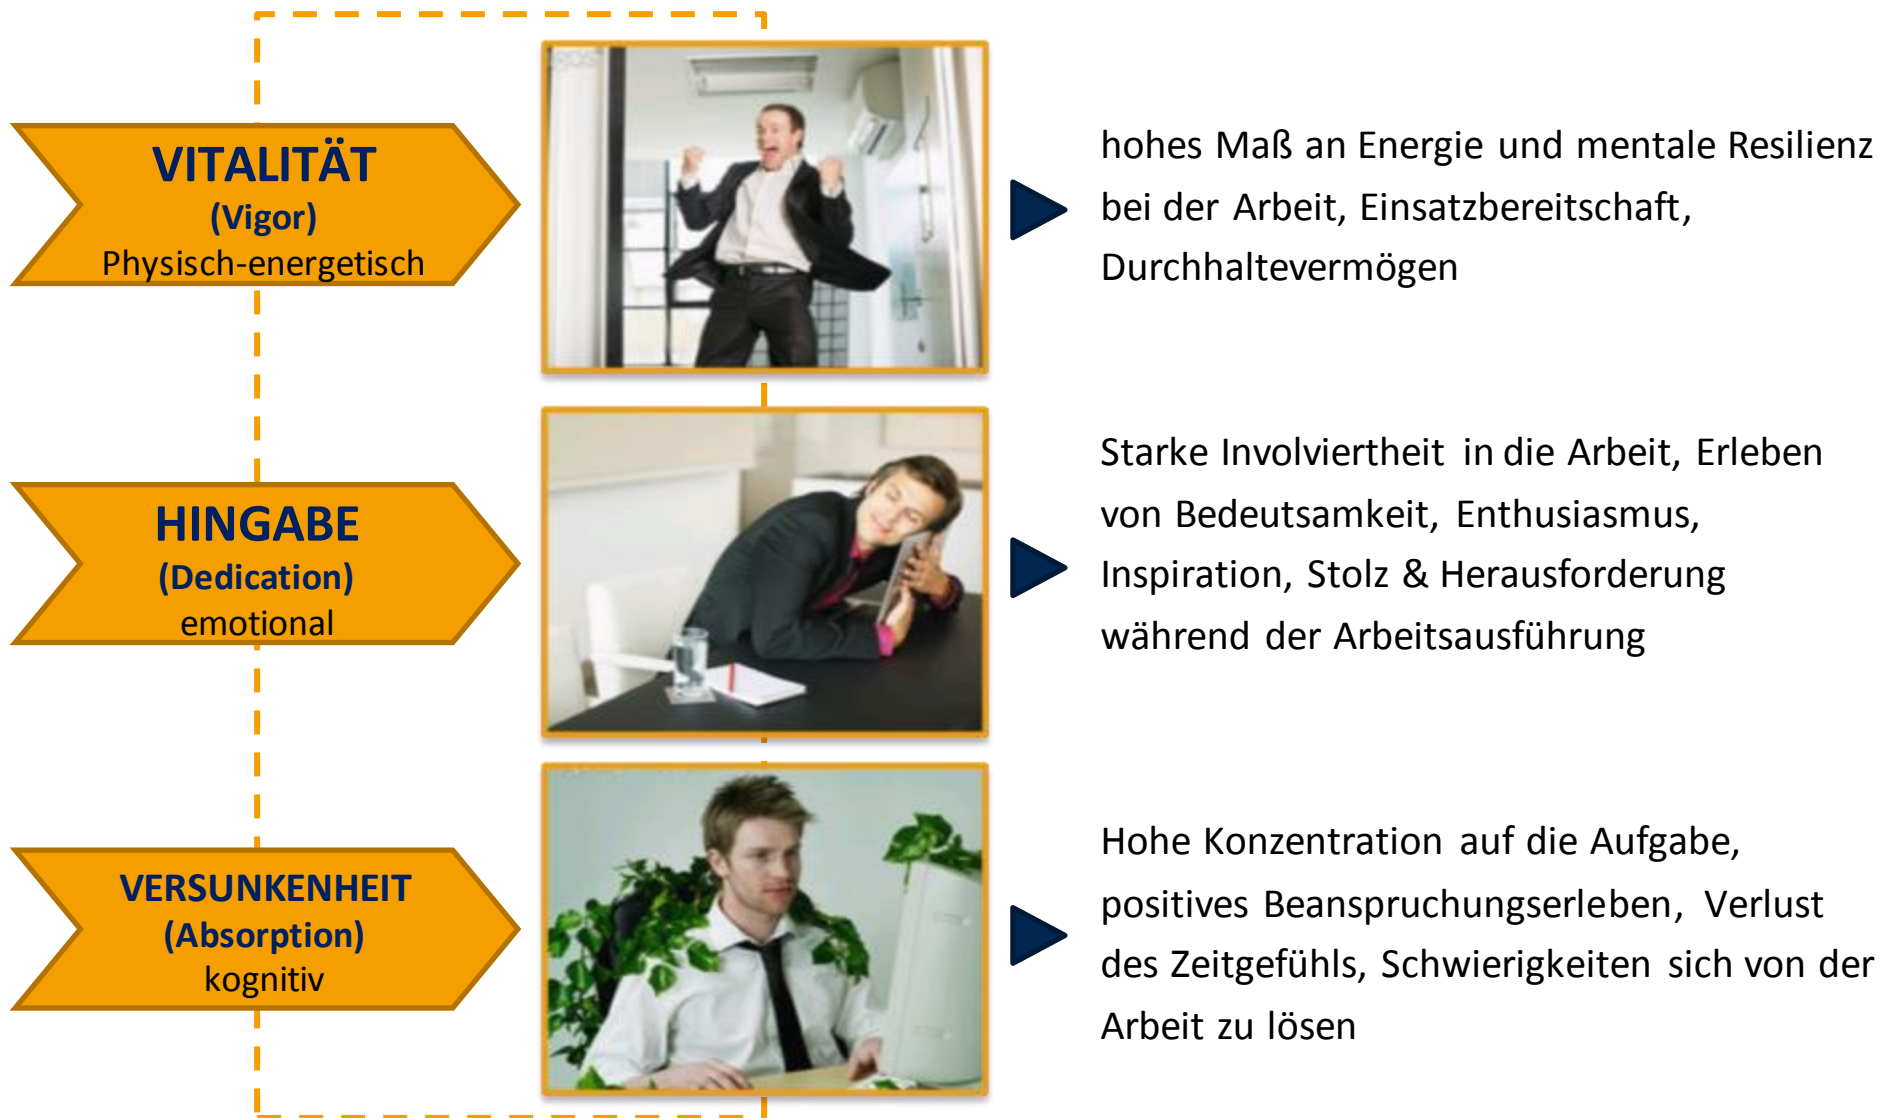 VITALITÄT
(Vigor)
Physisch-energetisch
hohes Maß an Energie und mentale Resilienz
bei der Arbeit, Einsatzbereitschaft,
Durchhaltevermögen
HINGABE
(Dedication)
emotional
Starke Involviertheit in die Arbeit, Erleben
von Bedeutsamkeit, Enthusiasmus,
Inspiration, Stolz & Herausforderung
während der Arbeitsausführung
VERSUNKENHEIT
(Absorption)
kognitiv
Hohe Konzentration auf die Aufgabe,
positives Beanspruchungserleben, Verlust
des Zeitgefühls, Schwierigkeiten sich von der
Arbeit zu lösen